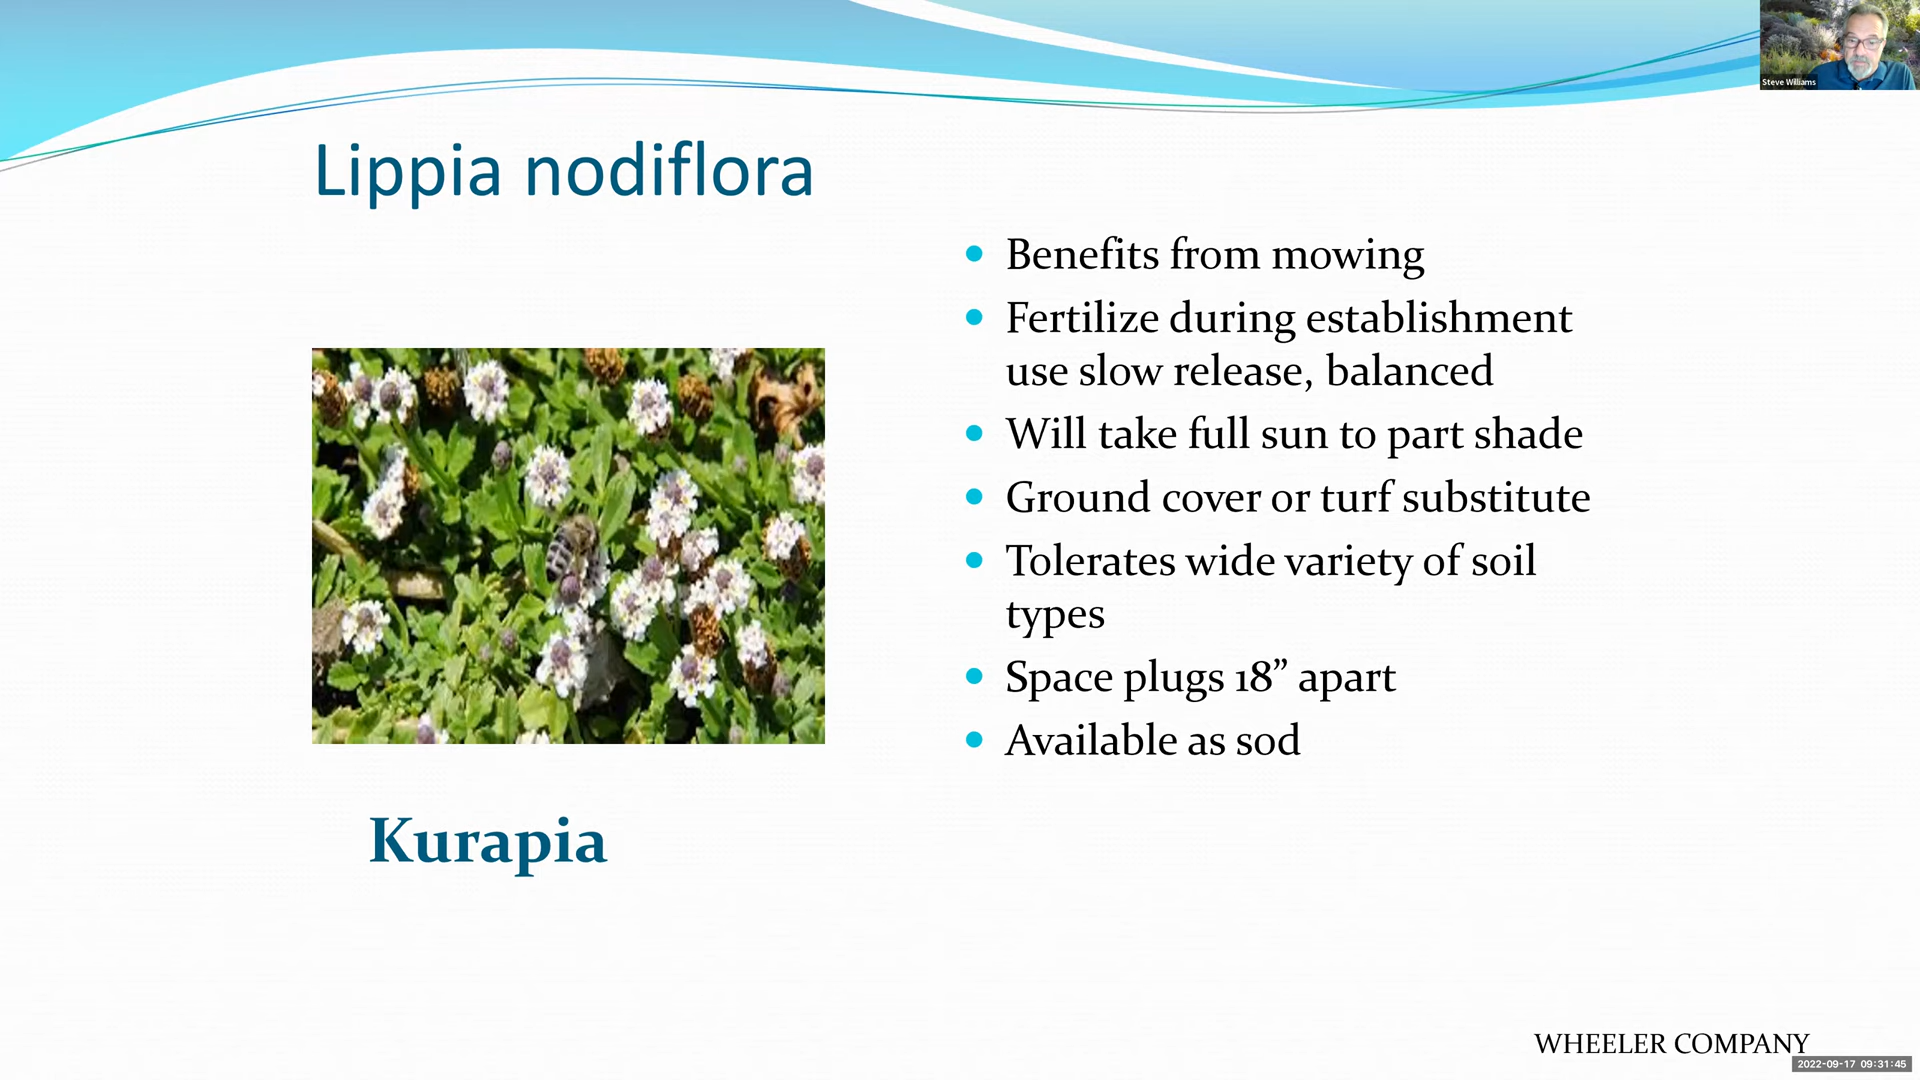 Steve Williams
Lippia nodiflora
Benefits from mowing
Fertilize during establishment
use slow release, balanced
Will take full sun to part shade
Ground cover or turf substitute
Tolerates wide variety of soil
types
Space plugs 18” apart
Available as sod
Kurapia
WHEELER COMPANY
2022-09-17 09:31:45